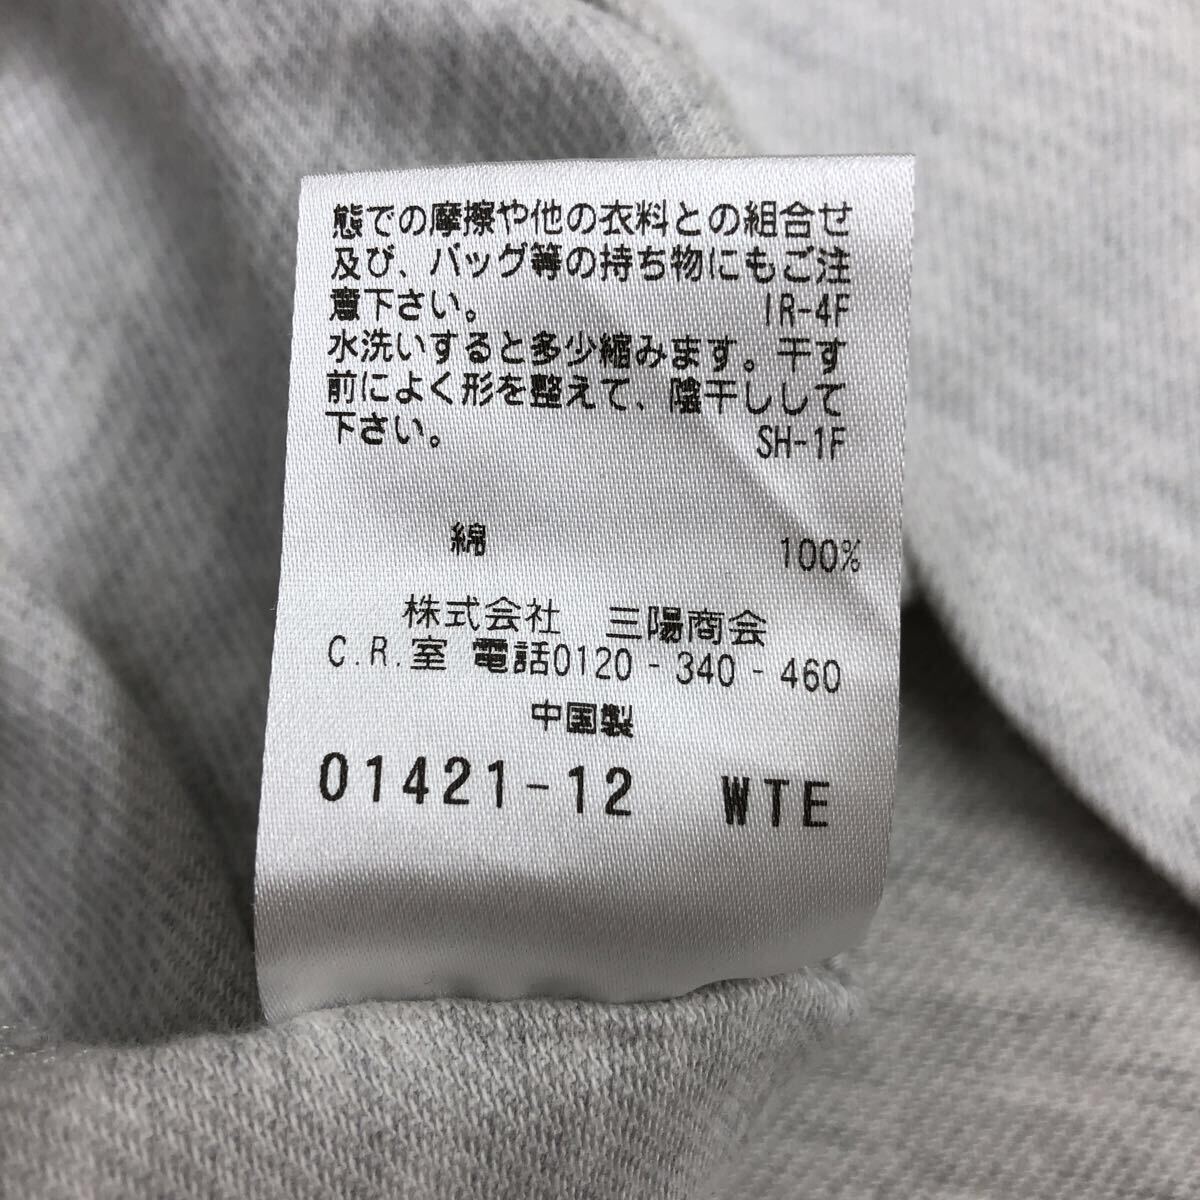 態での摩擦や他の衣料との組合せ
及び、バッグ等の持ち物にもご注
意下さい。 IR-4F
水洗いすると多少縮みます。干す
前によく形を整えて、陰干しして
下さい。 SH-1F
綿 100%
株式会社 三陽商会
C.R.室 電話0120-340-460
中国製
01421-12 WTE